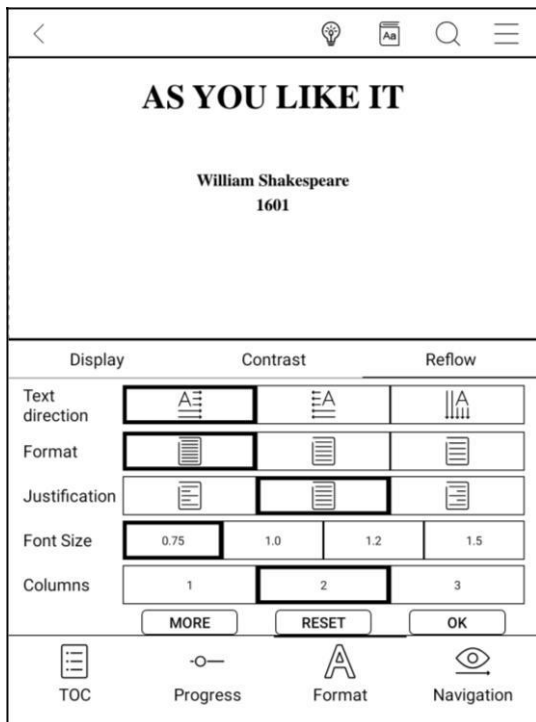 Aa
AS YOU LIKE IT
William Shakespeare
1601
Display Contrast Reflow
Text direction
A A A
Format
Justification
Font Size 0.75 1.0 1.2 1.5
Columns 1 2 3
MORE RESET OK
TOC Progress Format Navigation